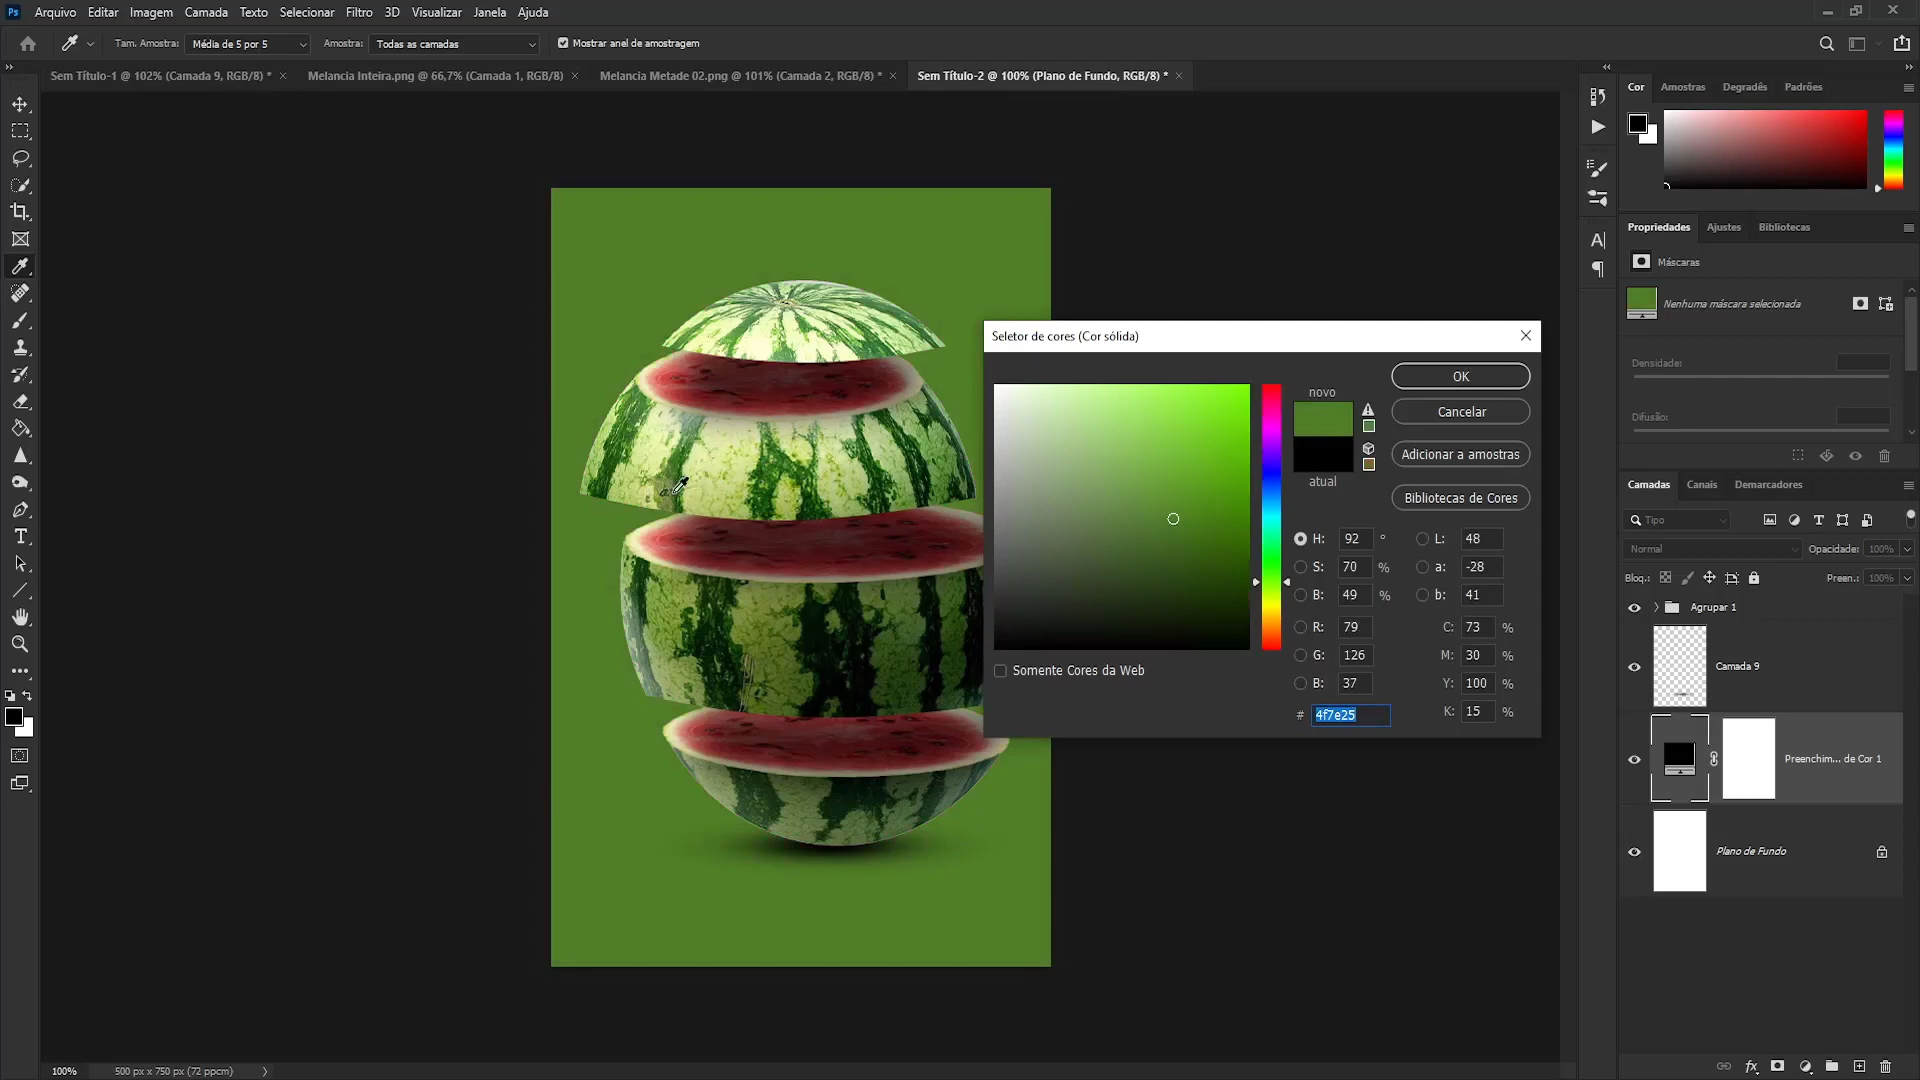 Ps Arquivo Editar Imagem Camada Texto Selecionar Filtro 3D Visualizar Janela Ajuda
Tam. Amostra: Média de 5 por 5 Amostra: Todas as camadas Mostrar anel de amostragem
Sem Título-1 @ 102% (Camada 9, RGB/8) * Melancia Inteira.png @ 66,7% (Camada 1, RGB/8) Melancia Metade 02.png @ 101% (Camada 2, RGB/8) * Sem Título-2 @ 100% (Plano de Fundo, RGB/8) *
Cor Amostras Degradês Padrões
Propriedades Ajustes Bibliotecas
Máscaras
Nenhuma máscara selecionada
Densidade:
Difusão:
Seletor de cores (Cor sólida)
novo
atual
OK
Cancelar
Adicionar a amostras
Bibliotecas de Cores
H: 92 ° L: 48
S: 70 % a: -28
B: 49 % b: 41
R: 79 C: 73 %
G: 126 M: 30 %
B: 37 Y: 100 %
# 4f7e25 K: 15 %
Somente Cores da Web
Camadas Canais Demarcadores
Tipo
Normal Opacidade: 100%
Bloq.: Preen.: 100%
Agrupar 1
Camada 9
Preenchim... de Cor 1
Plano de Fundo
100% 500 px x 750 px (72 ppcm)